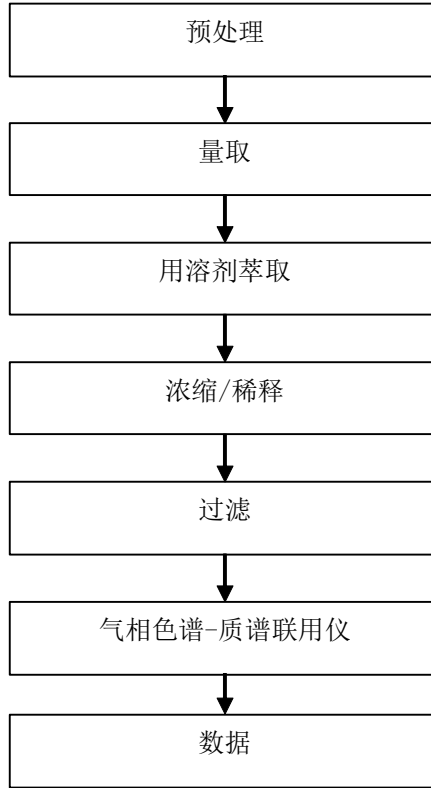 预处理
量取
用溶剂萃取
浓缩/稀释
过滤
气相色谱-质谱联用仪
数据